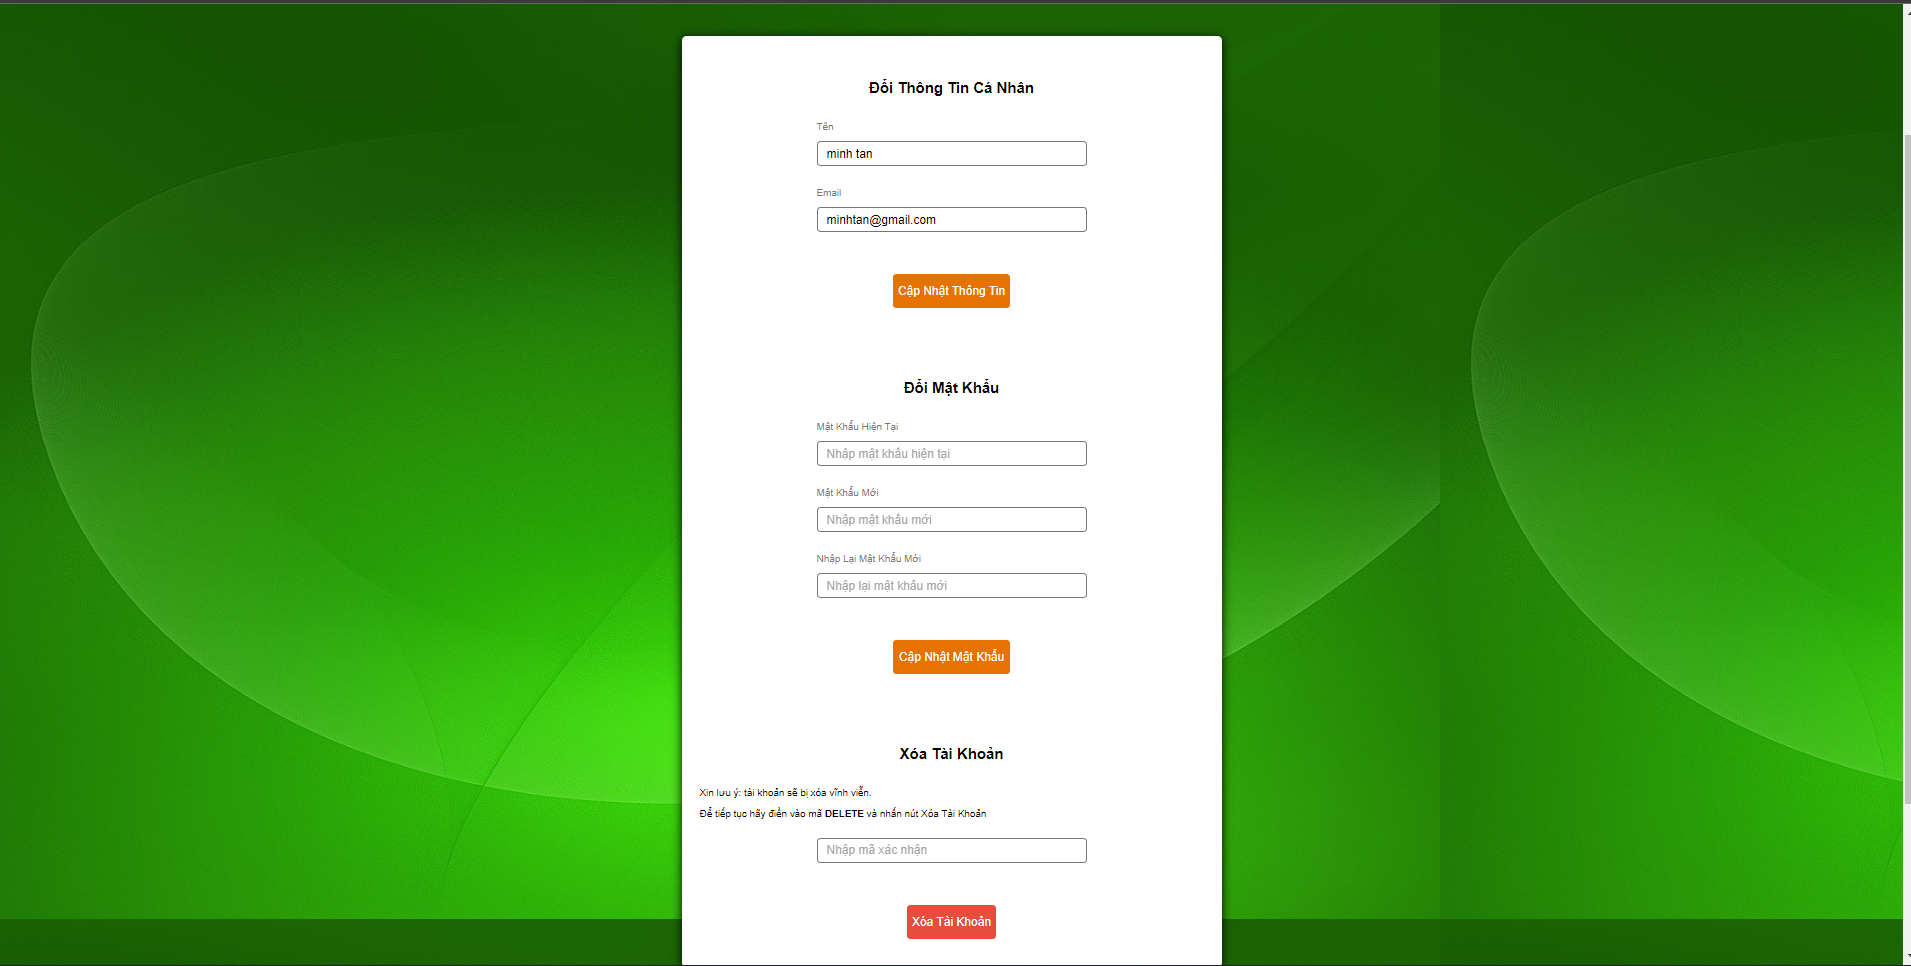 Đổi Thông Tin Cá Nhân
Tên
minh tan
Email
minhtan@gmail.com
Cập Nhật Thông Tin
Đổi Mật Khẩu
Mật Khẩu Hiện Tại
Nhập mật khẩu hiện tại
Mật Khẩu Mới
Nhập mật khẩu mới
Nhập Lại Mật Khẩu Mới
Nhập lại mật khẩu mới
Cập Nhật Mật Khẩu
Xóa Tài Khoản
Xin lưu ý: tài khoản sẽ bị xóa vĩnh viễn.
Để tiếp tục hãy điền vào mã DELETE và nhấn nút Xóa Tài Khoản
Nhập mã xác nhận
Xóa Tài Khoản